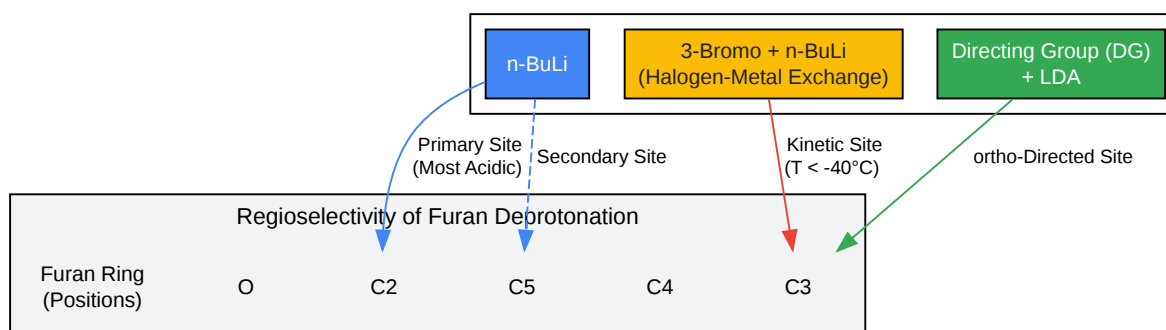 n-BuLi
3-Bromo + n-BuLi
(Halogen-Metal Exchange)
Directing Group (DG)
+ LDA
Primary Site
(Most Acidic)
Secondary Site
Kinetic Site
(T < -40°C)
ortho-Directed Site
Regioselectivity of Furan Deprotonation
Furan Ring
(Positions)
O
C2
C5
C4
C3